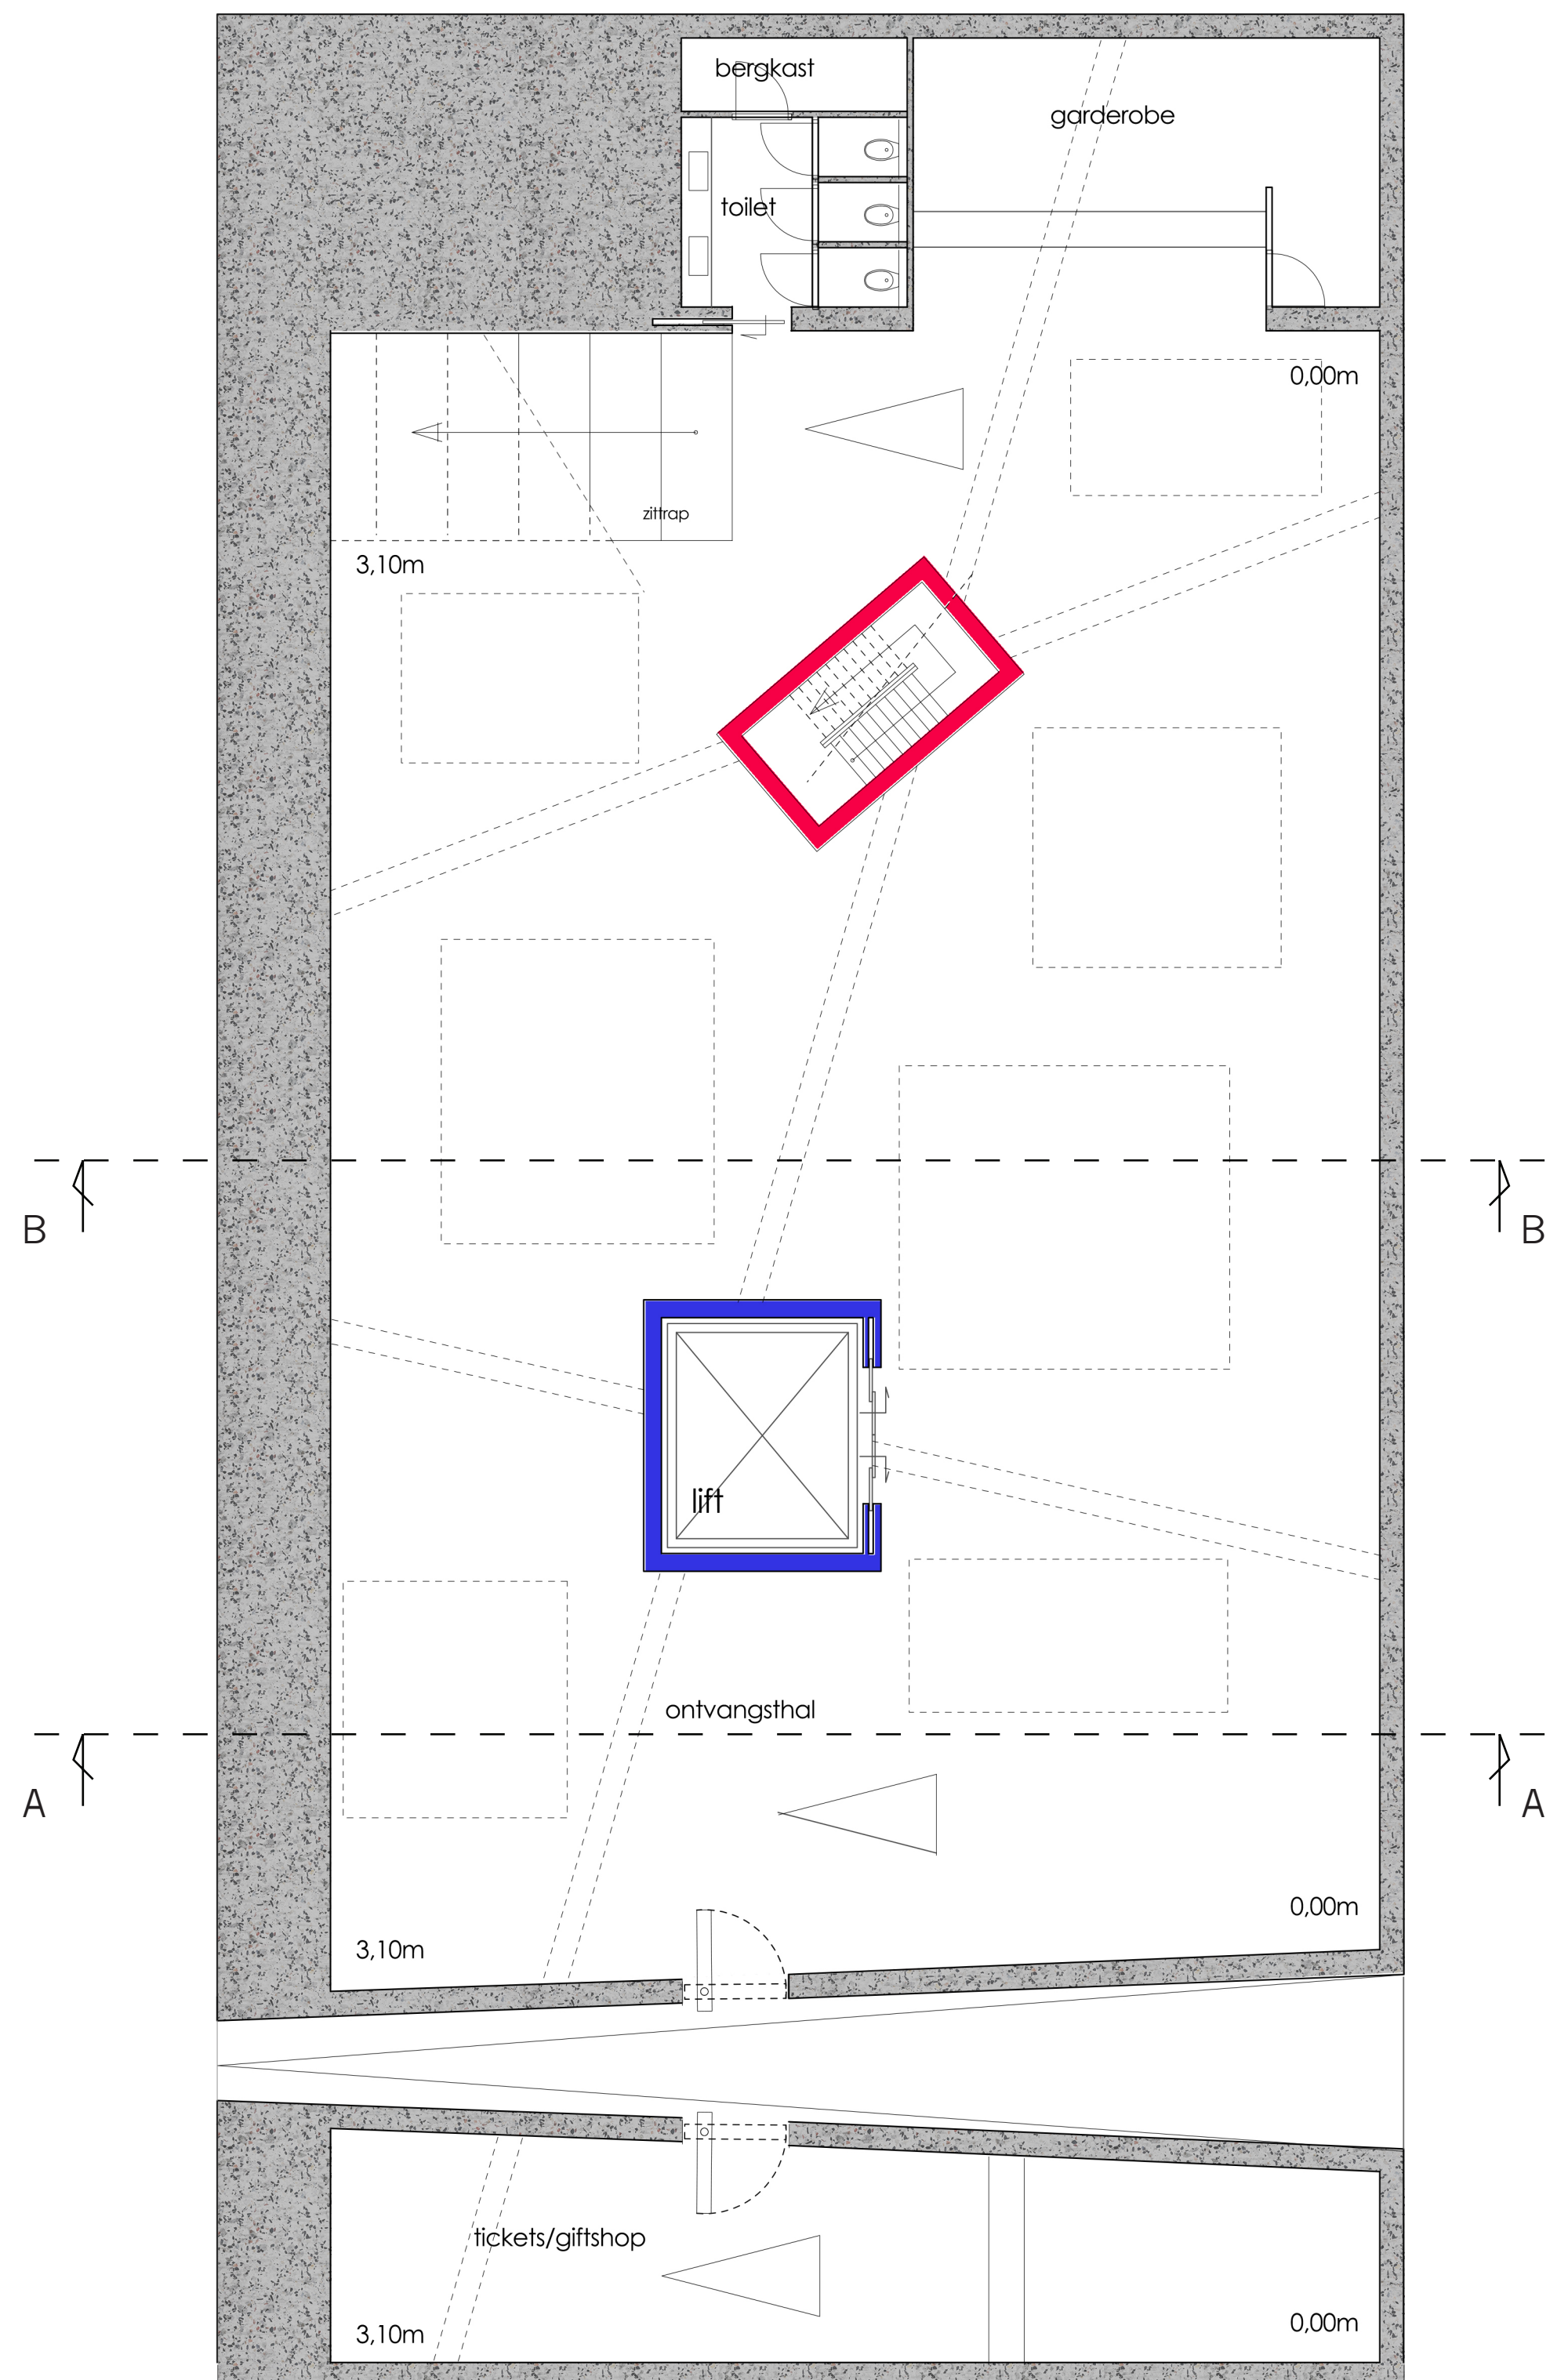 bergkast
garderobe
toilet
0,00m
zittrap
3,10m
B
B
lift
ontvangsthal
A
A
0,00m
3,10m
tickets/giftshop
0,00m
3,10m